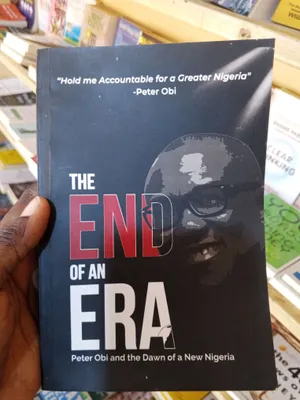 "Hold me Accountable for a Greater Nigeria"
-Peter Obi
THE
END
OF AN
ERA
Peter Obi and the Dawn of a New Nigeria
CLEAR